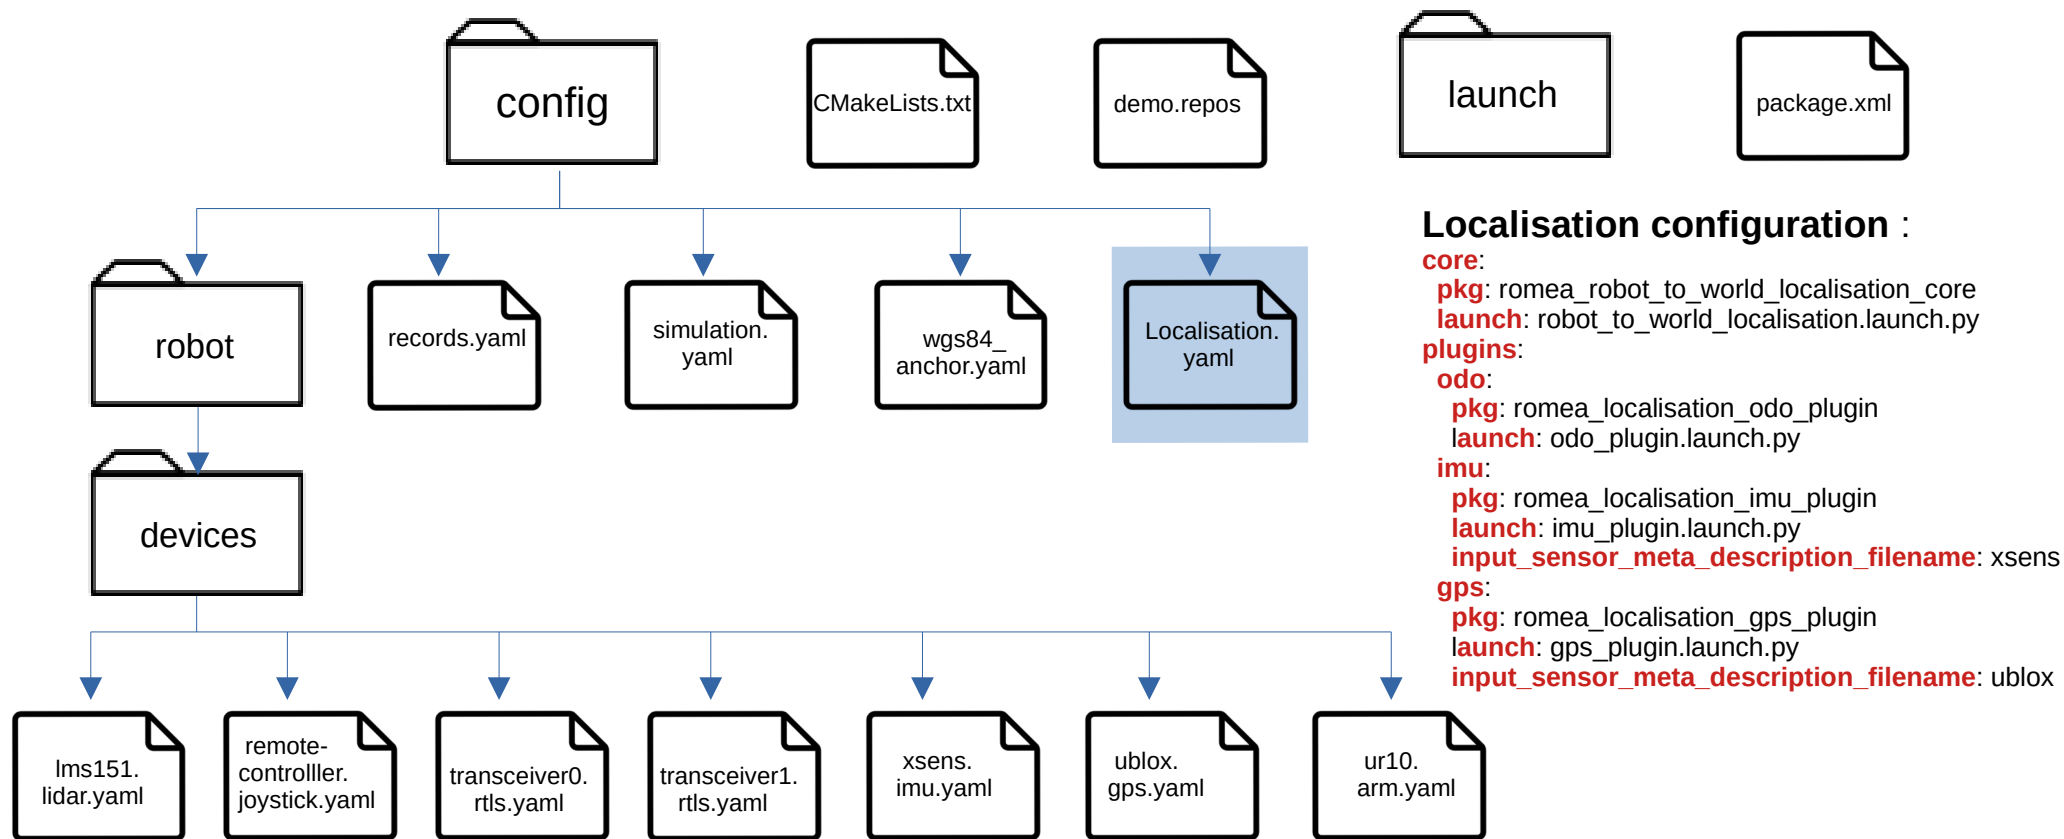 config
CMakeLists.txt
demo.repos
launch
package.xml
robot
records.yaml
simulation.
yaml
wgs84_
anchor.yaml
Localisation.
yaml
devices
lms151.
lidar.yaml
remote-
controlller.
joystick.yaml
transceiver0.
rtls.yaml
transceiver1.
rtls.yaml
xsens.
imu.yaml
ublox.
gps.yaml
ur10.
arm.yaml
Localisation configuration :
core:
pkg: romea_robot_to_world_localisation_core
launch: robot_to_world_localisation.launch.py
plugins:
odo:
pkg: romea_localisation_odo_plugin
launch: odo_plugin.launch.py
imu:
pkg: romea_localisation_imu_plugin
launch: imu_plugin.launch.py
input_sensor_meta_description_filename: xsens
gps:
pkg: romea_localisation_gps_plugin
launch: gps_plugin.launch.py
input_sensor_meta_description_filename: ublox